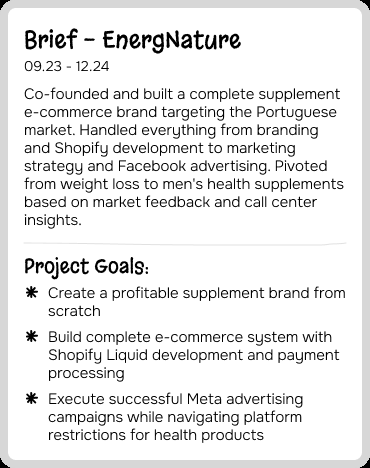 Brief - EnergNature
09.23 - 12.24
Co-founded and built a complete supplement
e-commerce brand targeting the Portuguese
market. Handled everything from branding
and Shopify development to marketing
strategy and Facebook advertising. Pivoted
from weight loss to men's health supplements
based on market feedback and call center
insights.
Project Goals:
Create a profitable supplement brand from
scratch
Build complete e-commerce system with
Shopify Liquid development and payment
processing
Execute successful Meta advertising
campaigns while navigating platform
restrictions for health products